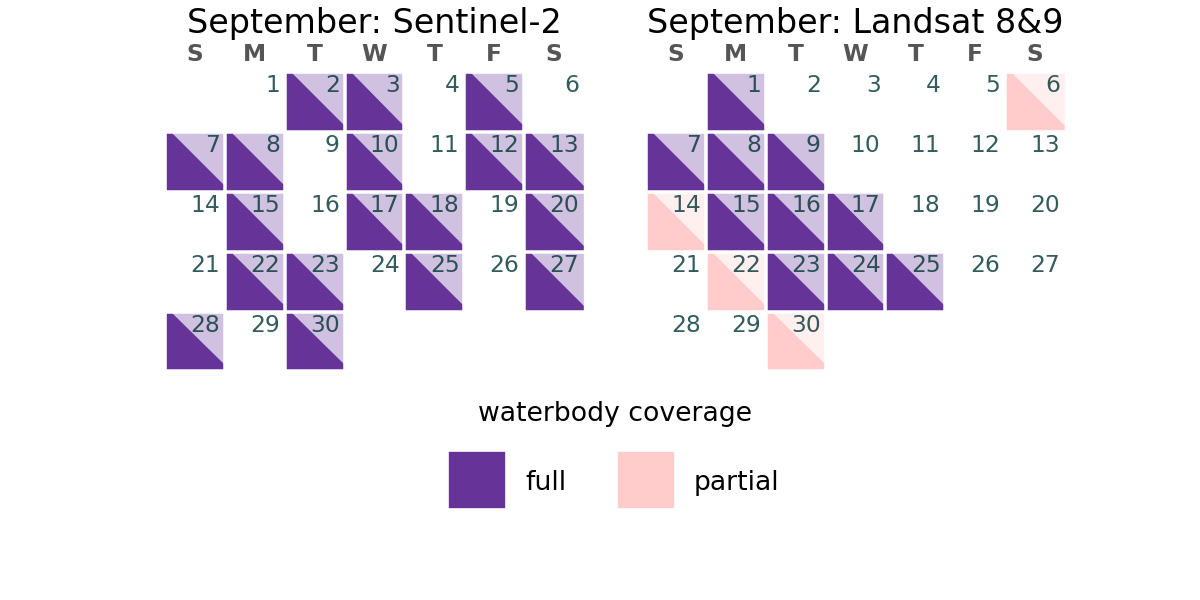 September: Sentinel-2
S M T W T F S
1 2 3 4 5 6
7 8 9 10 11 12 13
14 15 16 17 18 19 20
21 22 23 24 25 26 27
28 29 30
September: Landsat 8&9
S M T W T F S
1 2 3 4 5 6
7 8 9 10 11 12 13
14 15 16 17 18 19 20
21 22 23 24 25 26 27
28 29 30
waterbody coverage
full partial